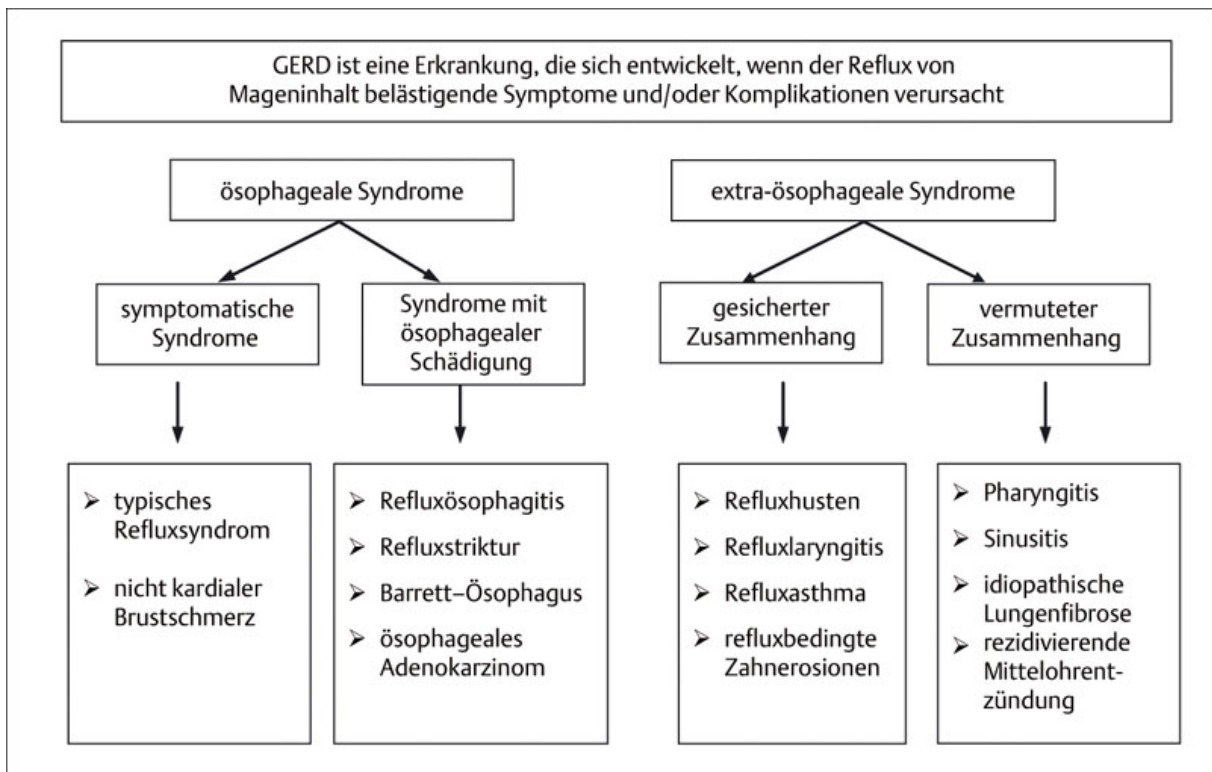 GERD ist eine Erkrankung, die sich entwickelt, wenn der Reflux von
Mageninhalt belästigende Symptome und/oder Komplikationen verursacht
ösophageale Syndrome
extra-ösophageale Syndrome
symptomatische
Syndrome
Syndrome mit
ösophagealer
Schädigung
gesicherter
Zusammenhang
vermuteter
Zusammenhang
➢ typisches
Refluxsyndrom
➢ nicht kardialer
Brustschmerz
➢ Refluxösophagitis
➢ Refluxstriktur
➢ Barrett–Ösophagus
➢ ösophageales
Adenokarzinom
➢ Refluxhusten
➢ Refluxlaryngitis
➢ Refluxasthma
➢ refluxbedingte
Zahnerosionen
➢ Pharyngitis
➢ Sinusitis
➢ idiopathische
Lungenfibrose
➢ rezidivierende
Mittelohrent-
zündung